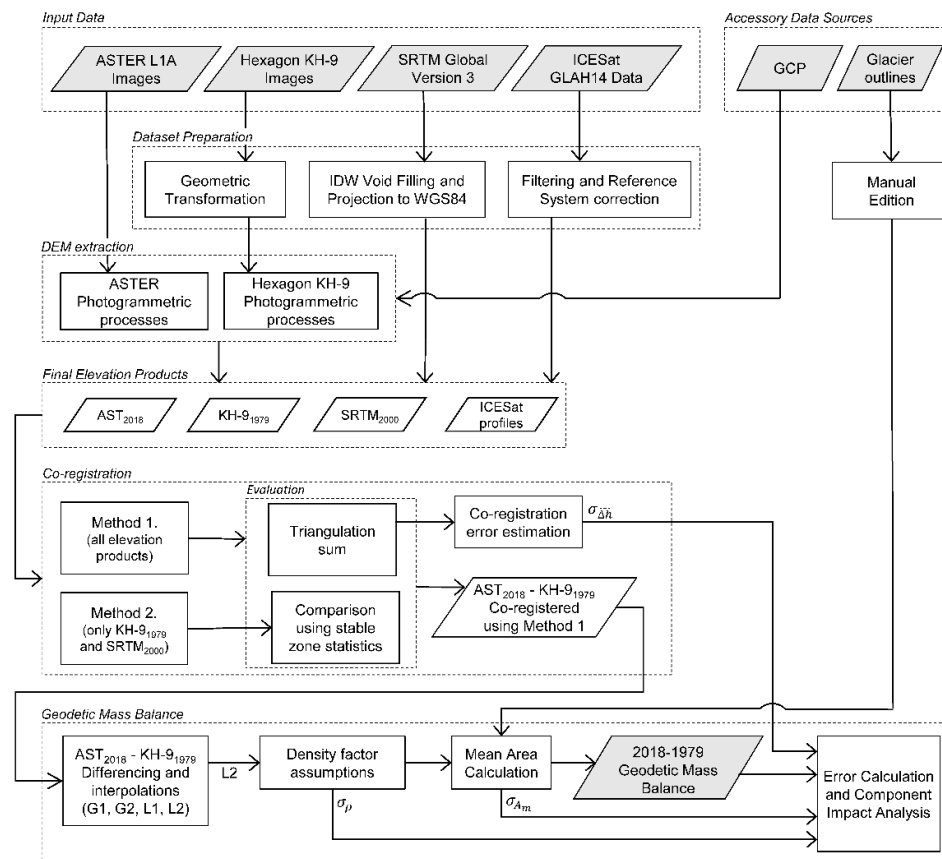 Input Data
Accessory Data Sources
ASTER L1A
Images
Hexagon KH-9
Images
SRTM Global
Version 3
ICESat
GLAH14 Data
GCP
Glacier
outlines
Dataset Preparation
Geometric
Transformation
IDW Void Filling and
Projection to WGS84
Filtering and Reference
System correction
Manual
Edition
DEM extraction
ASTER
Photogrammetric
processes
Hexagon KH-9
Photogrammetric
processes
Final Elevation Products
AST₂₀₁₈
KH-9₁₉₇₉
SRTM₂₀₀₀
ICESat
profiles
Co-registration
Evaluation
Method 1.
(all elevation
products)
Triangulation
sum
Co-registration
error estimation
σ_Δh
Method 2.
(only KH-9₁₉₇₉
and SRTM₂₀₀₀)
Comparison
using stable
zone statistics
AST₂₀₁₈ - KH-9₁₉₇₉
Co-registered
using Method 1
Geodetic Mass Balance
AST₂₀₁₈ - KH-9₁₉₇₉
Differencing and
interpolations
(G1, G2, L1, L2)
L2
Density factor
assumptions
σ_ρ
Mean Area
Calculation
σ_Aₘ
2018-1979
Geodetic Mass
Balance
Error Calculation
and Component
Impact Analysis